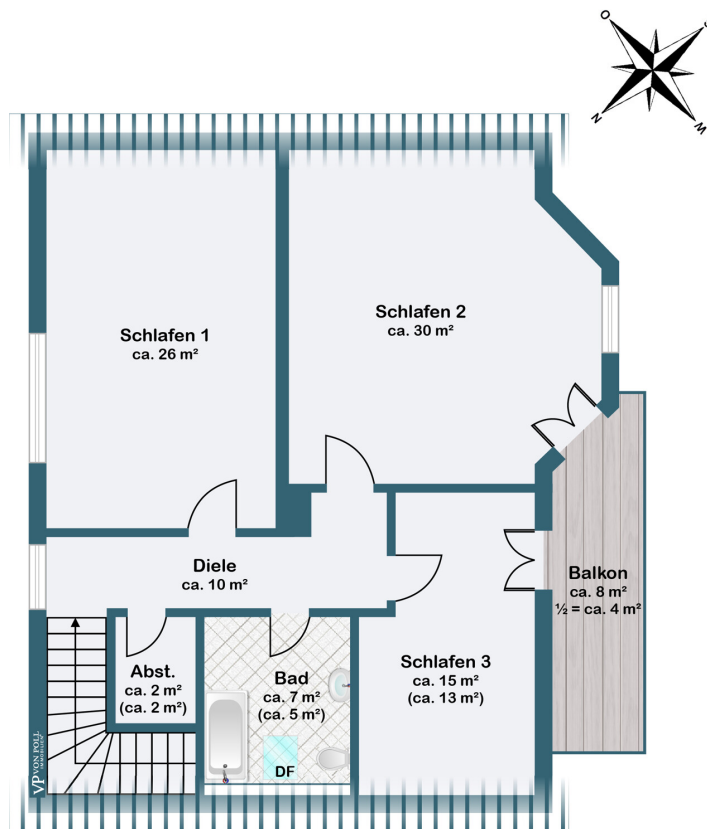 O
N
W
Schlafen 1
ca. 26 m²
Schlafen 2
ca. 30 m²
Diele
ca. 10 m²
Balkon
ca. 8 m²
½ = ca. 4 m²
Schlafen 3
ca. 15 m²
(ca. 13 m²)
Abst.
ca. 2 m²
(ca. 2 m²)
Bad
ca. 7 m²
(ca. 5 m²)
DF
VP VON POLL
IMMOBILIEN